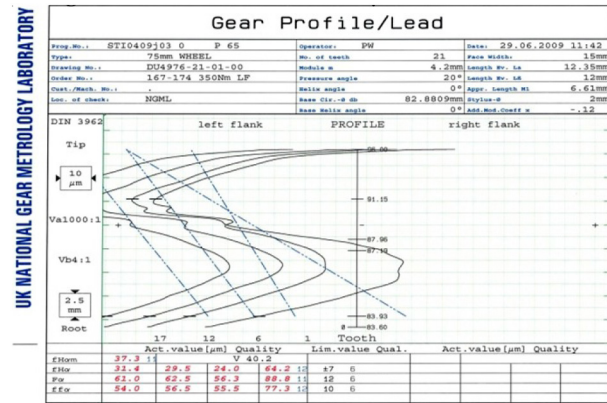 UK NATIONAL GEAR METROLOGY LABORATORY
Gear Profile/Lead
Prog.No.: STI0409j03 0 P 65 Operator: PW Date: 29.06.2009 11:42
Type: 75mm WHEEL No. of teeth 21 Face Width: 15mm
Drawing No.: DU4976-21-01-00 Module m 4.2mm Length Ev. Lα 12.35mm
Order No.: 167-174 350Nm LF Pressure angle 20° Length Ev. Lß 12mm
Cust./Mach. No.: . Helix angle 0° Appr. Length M1 6.61mm
Loc. of check: NGML Base Cir.-Ø db 82.8809mm Stylus-Ø 2mm
Base Helix angle 0° Add.Mod.Coeff x -.12
DIN 3962 left flank PROFILE right flank
Tip
10
µm
91.15
Va1000:1
87.96
87.19
Vb4:1
2.5
mm
83.93
Root 0 83.60
17 12 6 1 Tooth
Act.value[µm] Quality Lim.value Qual. Act.value[µm] Quality
fHαm 37.3 11 V 40.2
fHα 31.4 29.5 24.0 64.2 12 ±7 6
Fα 61.0 62.5 56.3 88.8 11 12 6
ffα 54.0 56.5 55.5 77.3 12 10 6